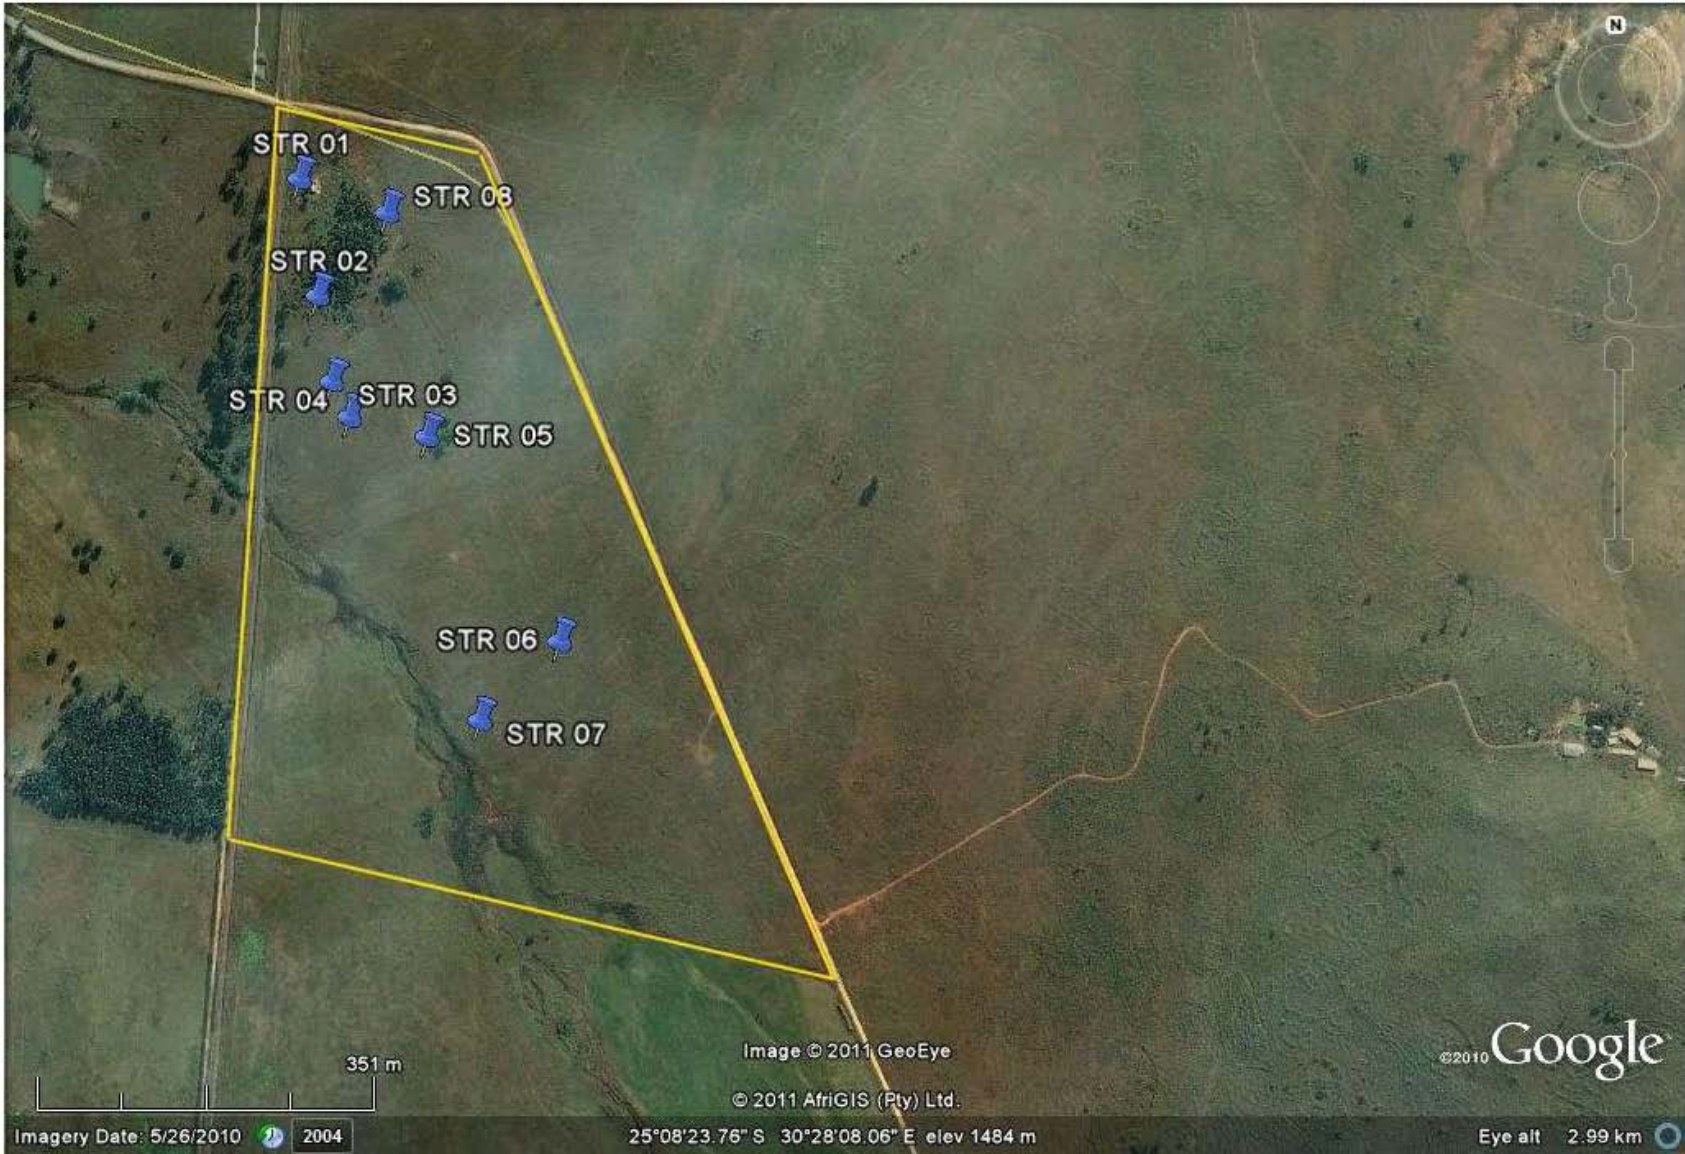 N
STR 01
STR 08
STR 02
STR 04
STR 03
STR 05
STR 06
STR 07
351 m
Image © 2011 GeoEye
© 2011 AfriGIS (Pty) Ltd.
©2010 Google
Imagery Date: 5/26/2010
2004
25°08'23.76" S 30°28'08.06" E elev 1484 m
Eye alt 2.99 km